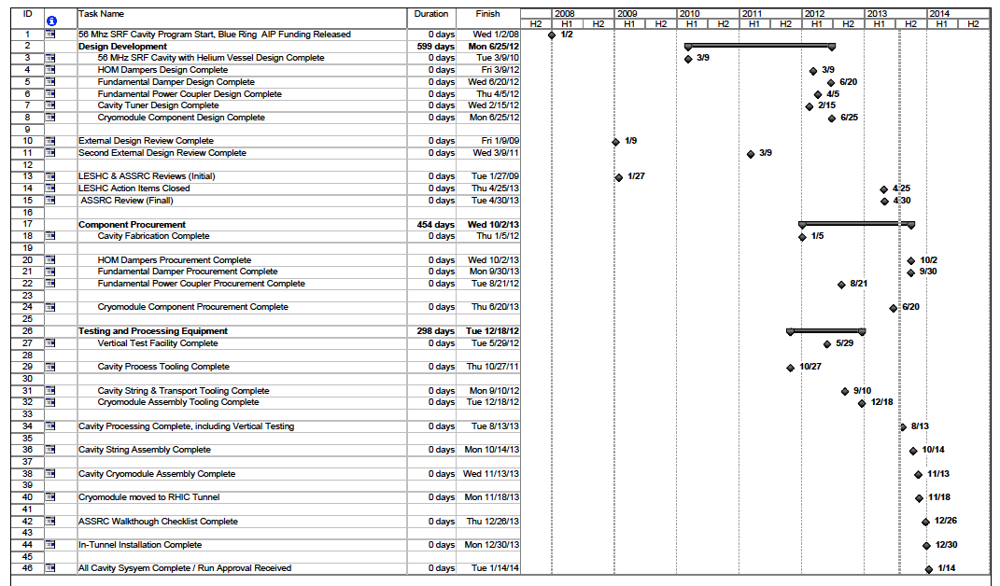 ID Task Name Duration Finish 2008 2009 2010 2011 2012 2013 2014
H2 H1 H2 H1 H2 H1 H2 H1 H2 H1 H2 H1 H2 H1 H2
1 56 Mhz SRF Cavity Program Start, Blue Ring AIP Funding Released 0 days Wed 1/2/08 1/2
2 Design Development 599 days Mon 6/25/12
3 56 MHz SRF Cavity with Helium Vessel Design Complete 0 days Tue 3/9/10 3/9
4 HOM Dampers Design Complete 0 days Fri 3/9/12 3/9
5 Fundamental Damper Design Complete 0 days Wed 6/20/12 6/20
6 Fundamental Power Coupler Design Complete 0 days Thu 4/5/12 4/5
7 Cavity Tuner Design Complete 0 days Wed 2/15/12 2/15
8 Cryomodule Component Design Complete 0 days Mon 6/25/12 6/25
9
10 External Design Review Complete 0 days Fri 1/9/09 1/9
11 Second External Design Review Complete 0 days Wed 3/9/11 3/9
12
13 LESHC & ASSRC Reviews (Initial) 0 days Tue 1/27/09 1/27
14 LESHC Action Items Closed 0 days Thu 4/25/13 4/25
15 ASSRC Review (Finall) 0 days Tue 4/30/13 4/30
16
17 Component Procurement 454 days Wed 10/2/13
18 Cavity Fabrication Complete 0 days Thu 1/5/12 1/5
19
20 HOM Dampers Procurement Complete 0 days Wed 10/2/13 10/2
21 Fundamental Damper Procurement Complete 0 days Mon 9/30/13 9/30
22 Fundamental Power Coupler Procurement Complete 0 days Tue 8/21/12 8/21
23
24 Cryomodule Component Procurement Complete 0 days Thu 6/20/13 6/20
25
26 Testing and Processing Equipment 298 days Tue 12/18/12
27 Vertical Test Facility Complete 0 days Tue 5/29/12 5/29
28
29 Cavity Process Tooling Complete 0 days Thu 10/27/11 10/27
30
31 Cavity String & Transport Tooling Complete 0 days Mon 9/10/12 9/10
32 Cryomodule Assembly Tooling Complete 0 days Tue 12/18/12 12/18
33
34 Cavity Processing Complete, including Vertical Testing 0 days Tue 8/13/13 8/13
35
36 Cavity String Assembly Complete 0 days Mon 10/14/13 10/14
37
38 Cavity Cryomodule Assembly Complete 0 days Wed 11/13/13 11/13
39
40 Cryomodule moved to RHIC Tunnel 0 days Mon 11/18/13 11/18
41
42 ASSRC Walkthough Checklist Complete 0 days Thu 12/26/13 12/26
43
44 In-Tunnel Installation Complete 0 days Mon 12/30/13 12/30
45
46 All Cavity Sysyem Complete / Run Approval Received 0 days Tue 1/14/14 1/14